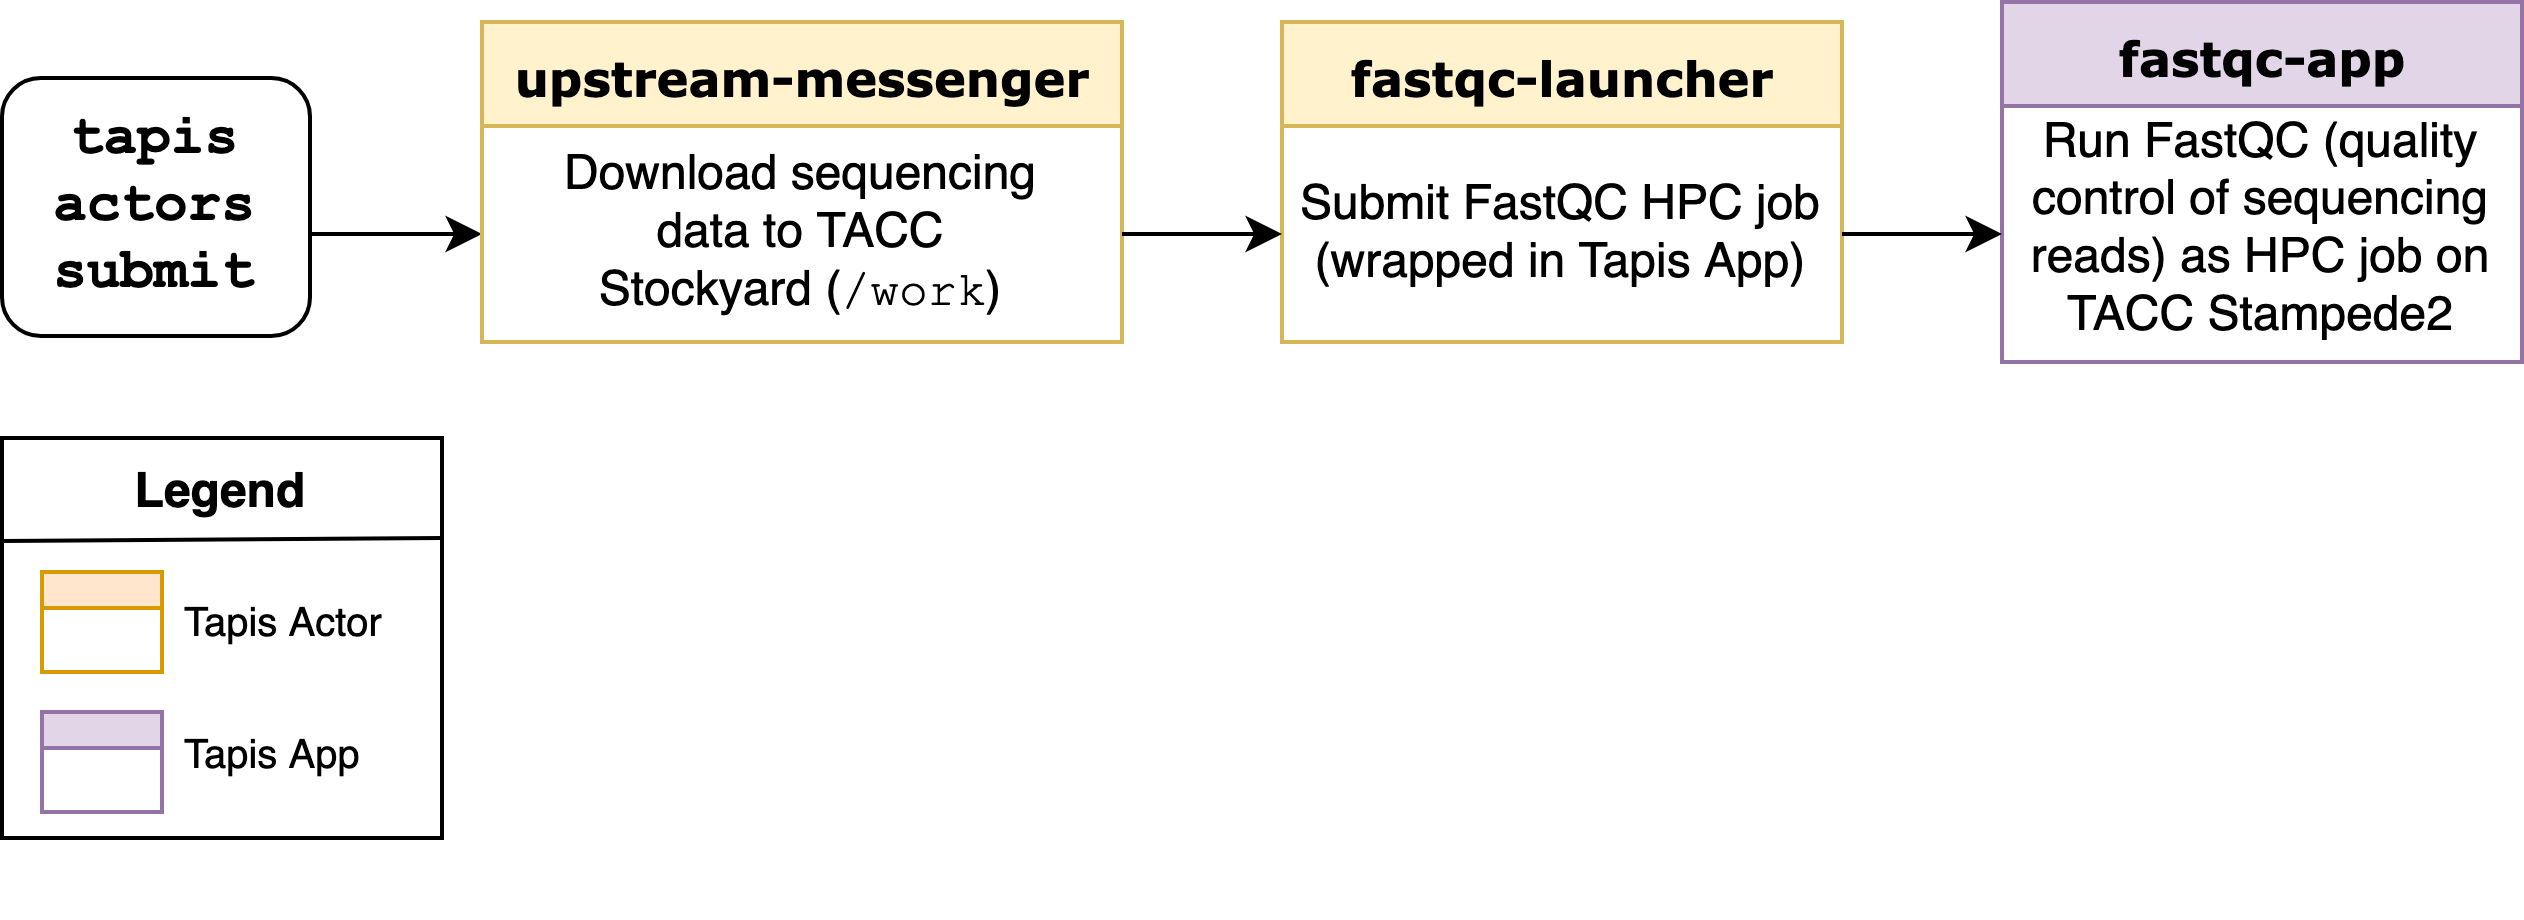 tapis
actors
submit
upstream-messenger
Download sequencing
data to TACC
Stockyard (/work)
fastqc-launcher
Submit FastQC HPC job
(wrapped in Tapis App)
fastqc-app
Run FastQC (quality
control of sequencing
reads) as HPC job on
TACC Stampede2
Legend
Tapis Actor
Tapis App